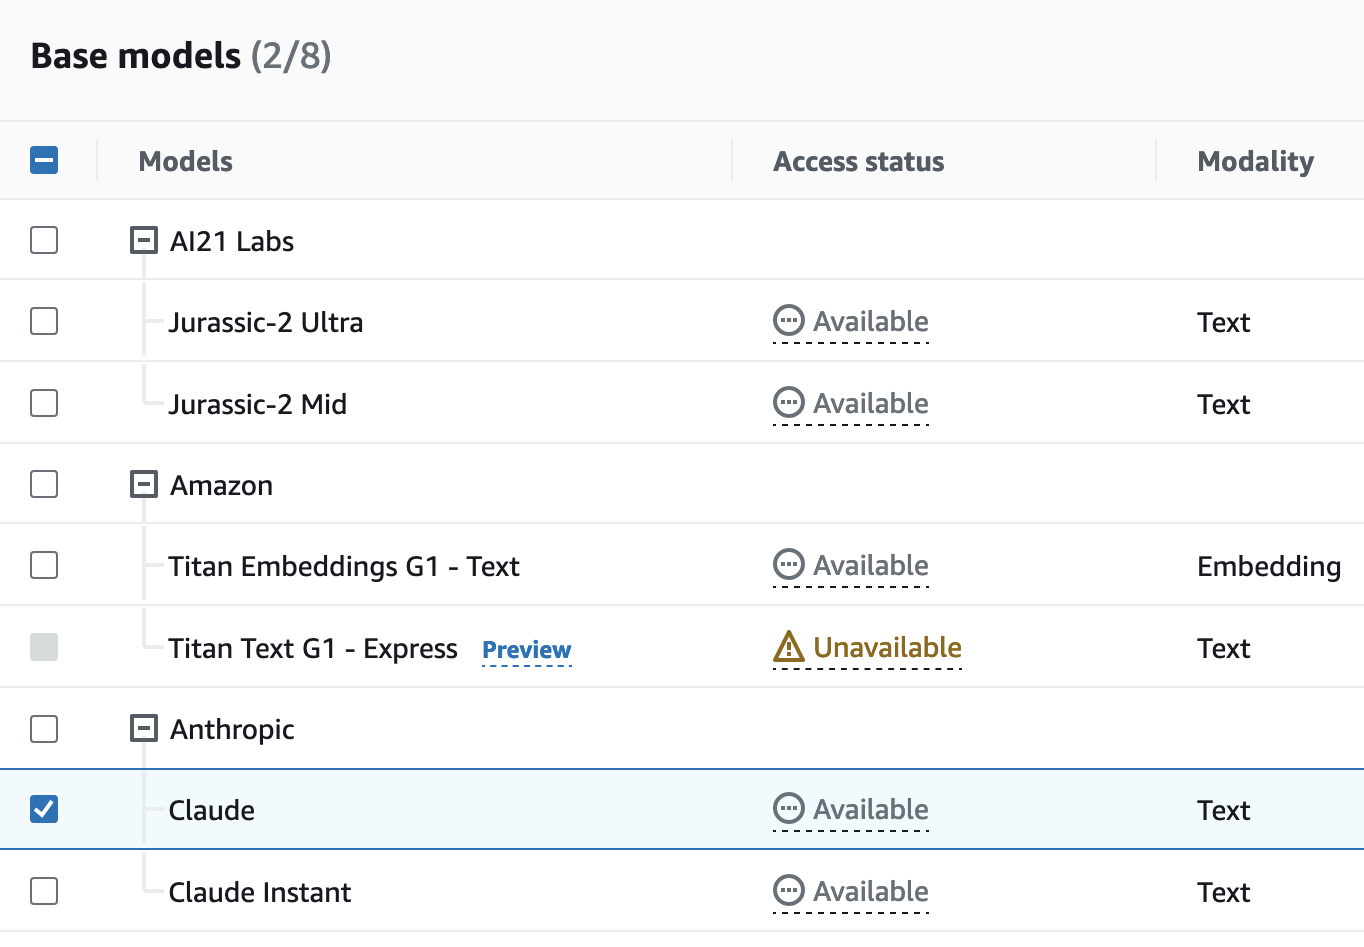 Base models (2/8)
Models Access status Modality
AI21 Labs
Jurassic-2 Ultra Available Text
Jurassic-2 Mid Available Text
Amazon
Titan Embeddings G1 - Text Available Embedding
Titan Text G1 - Express Preview Unavailable Text
Anthropic
Claude Available Text
Claude Instant Available Text